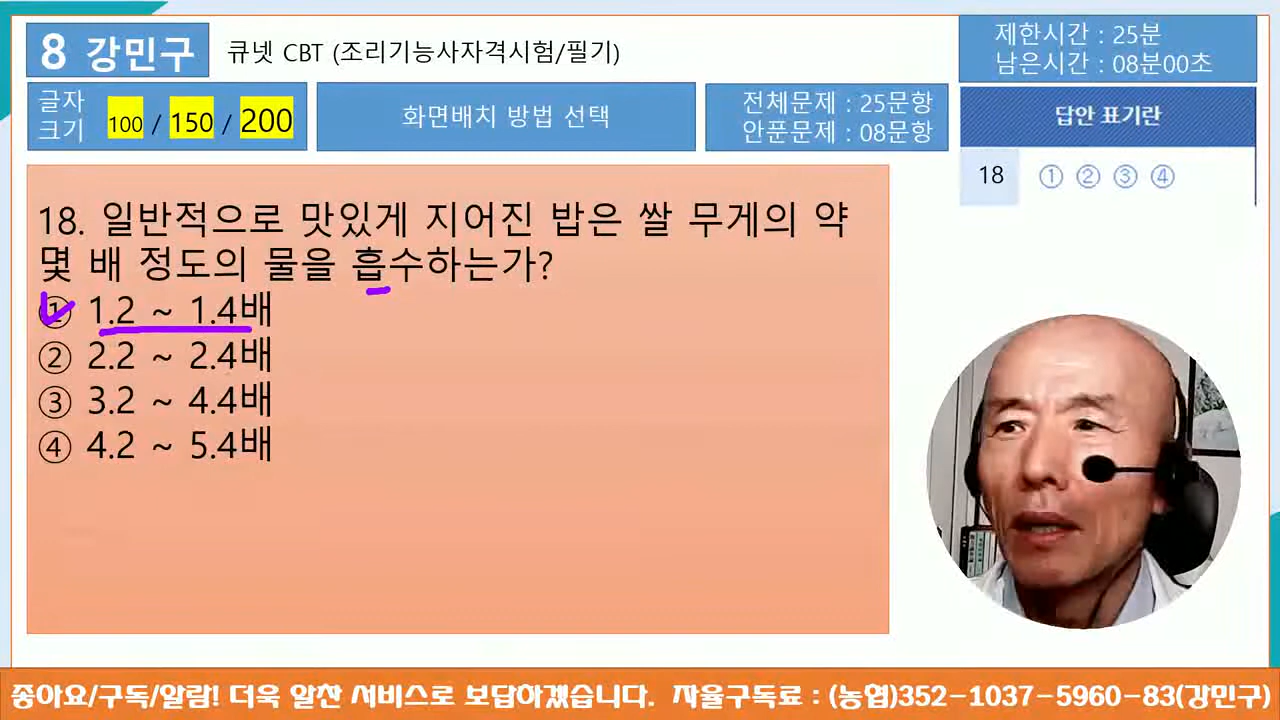 8 강민구
큐넷 CBT (조리기능사자격시험/필기)
제한시간 : 25분
남은시간 : 08분00초
글자
크기
100 / 150 / 200
화면배치 방법 선택
전체문제 : 25문항
안푼문제 : 08문항
답안 표기란
18 ① ② ③ ④
18. 일반적으로 맛있게 지어진 밥은 쌀 무게의 약
몇 배 정도의 물을 흡수하는가?
① 1.2 ~ 1.4배
② 2.2 ~ 2.4배
③ 3.2 ~ 4.4배
④ 4.2 ~ 5.4배
좋아요/구독/알람! 더욱 알찬 서비스로 보답하겠습니다. 자율구독료 : (농협)352-1037-5960-83(강민구)